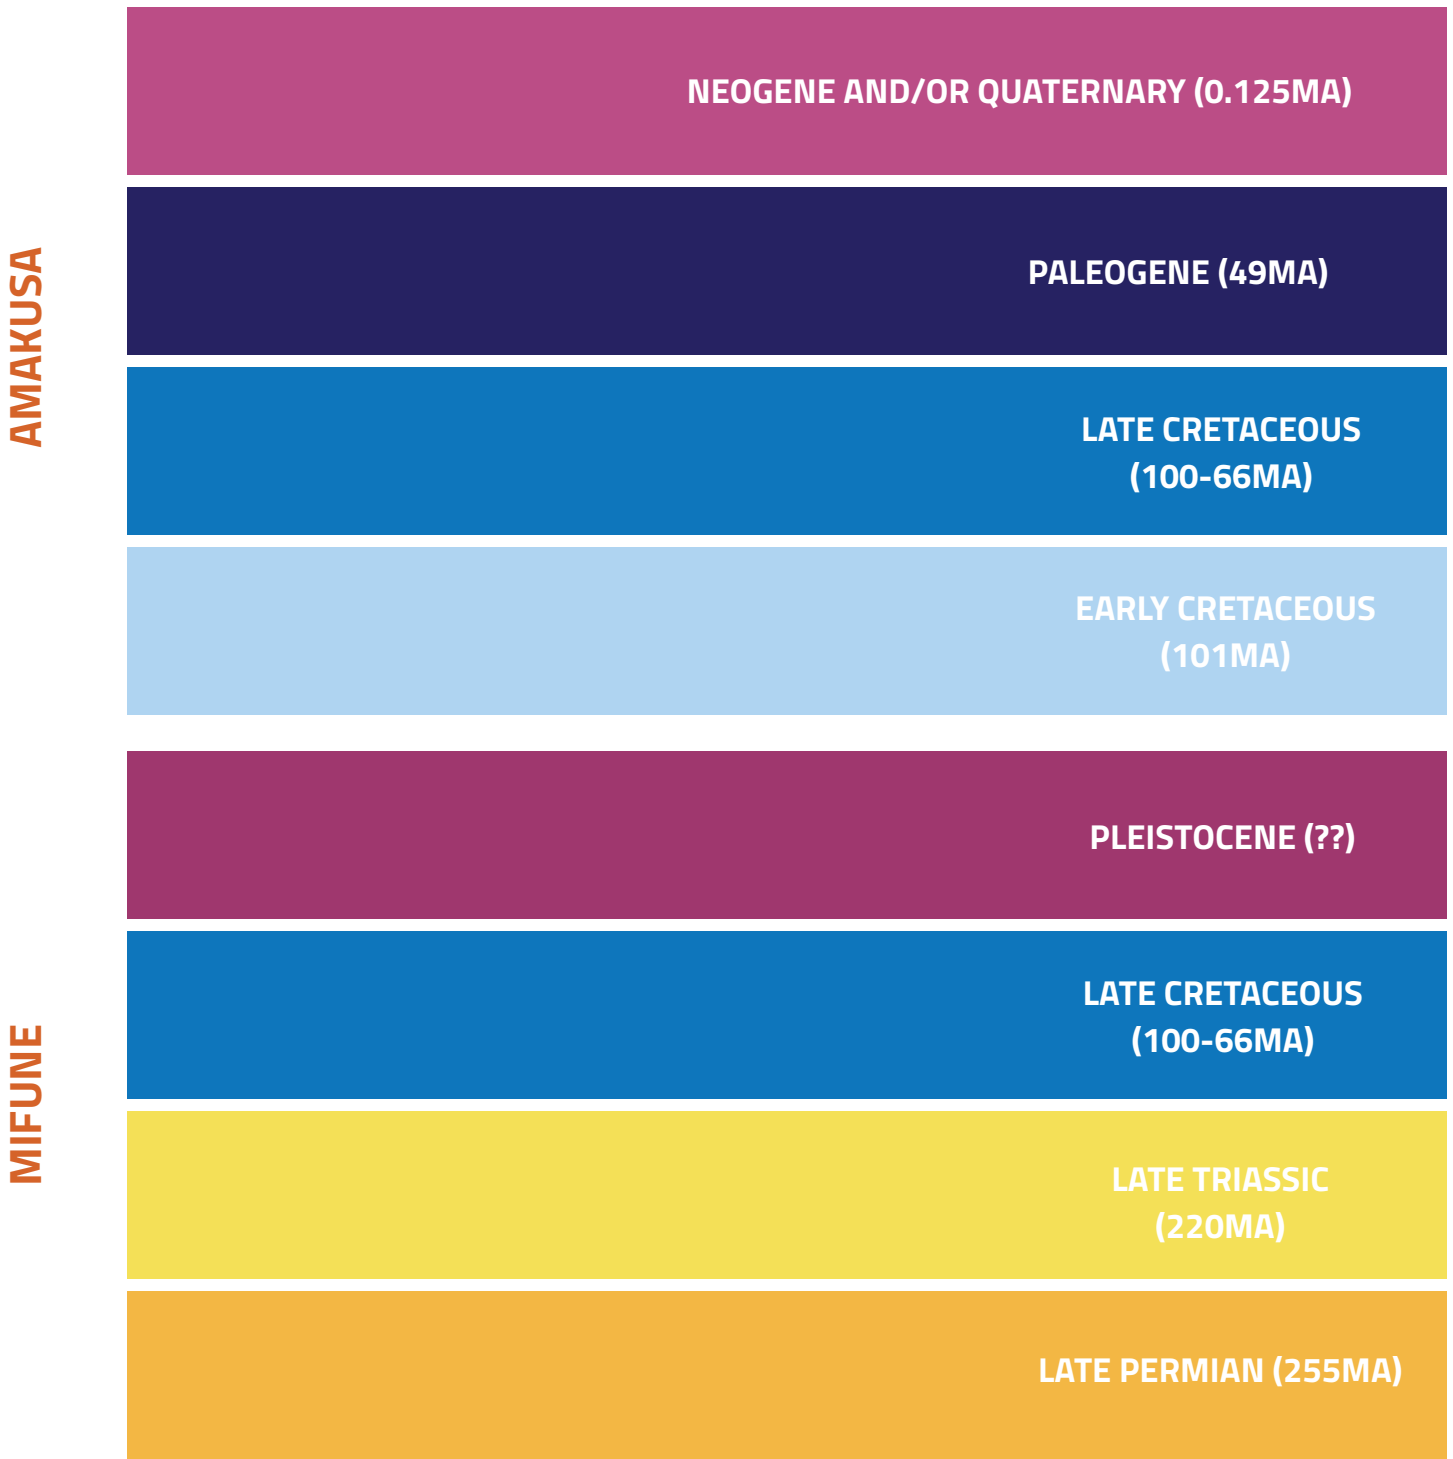 AMAKUSA
NEOGENE AND/OR QUATERNARY (0.125MA)
PALEOGENE (49MA)
LATE CRETACEOUS
(100-66MA)
EARLY CRETACEOUS
(101MA)
MIFUNE
PLEISTOCENE (??)
LATE CRETACEOUS
(100-66MA)
LATE TRIASSIC
(220MA)
LATE PERMIAN (255MA)